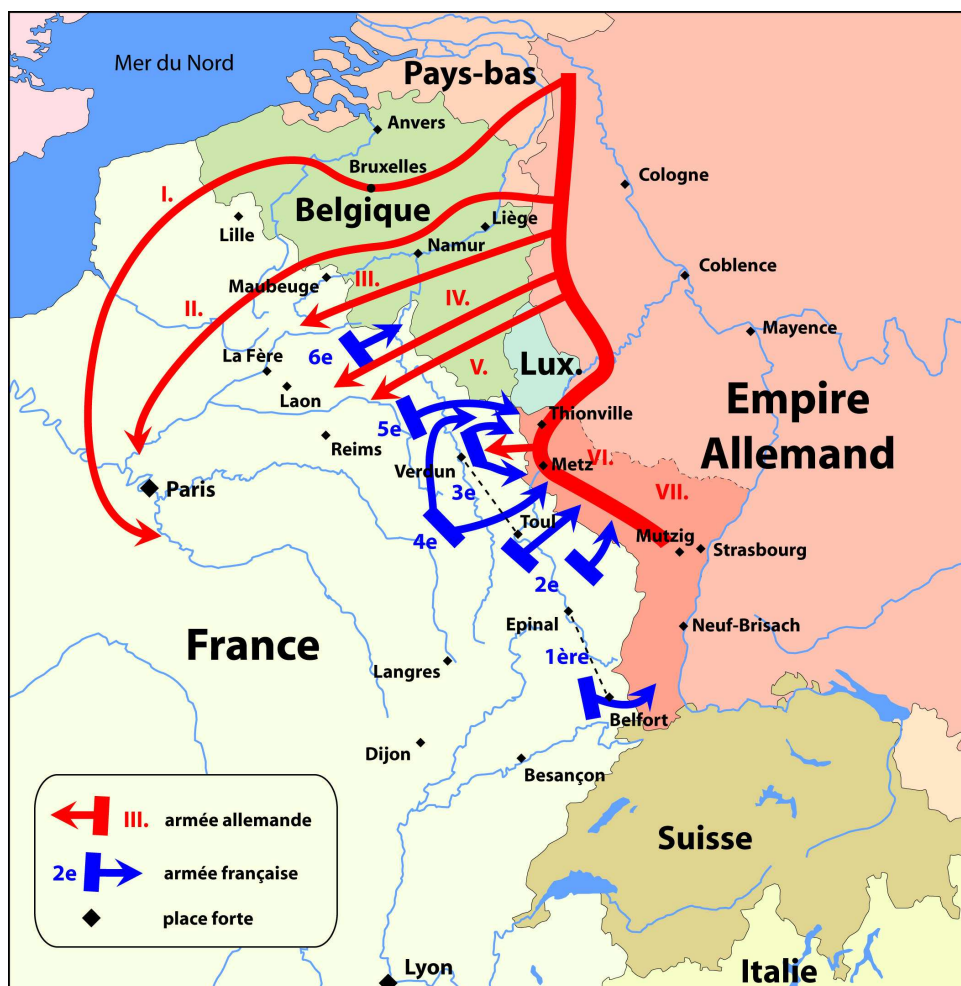 Mer du Nord
Pays-bas
Anvers
Bruxelles
Cologne
I.
Belgique
Lille
Liège
Namur
Coblence
Maubeuge
III.
II.
IV.
Mayence
6e
La Fère
V.
Lux.
Laon
Empire
Allemand
5e
Thionville
Reims
Verdun
VI.
Metz
Paris
3e
VII.
Toul
4e
Mutzig
Strasbourg
2e
Epinal
Neuf-Brisach
France
1ère
Langres
Belfort
Dijon
Besançon
III. armée allemande
2e armée française
place forte
Suisse
Lyon
Italie